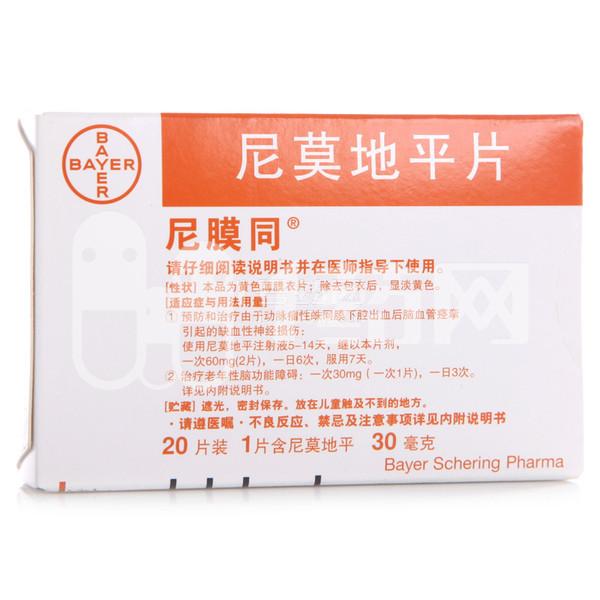 BAYER
BAYER
尼莫地平片
尼膜同®
请仔细阅读说明书并在医师指导下使用。
[性状] 本品为黄色薄膜衣片；除去包衣后，显淡黄色。
[适应症与用法用量]
① 预防和治疗由于动脉瘤性蛛网膜下腔出血后脑血管痉挛
引起的缺血性神经损伤：
使用尼莫地平注射液5-14天，继以本片剂，
一次60mg(2片)，一日6次，服用7天。
② 治疗老年性脑功能障碍：一次30mg（一次1片)，一日3次。
详见内附说明书。
[贮藏] 遮光，密封保存。放在儿童触及不到的地方。
·请遵医嘱·不良反应、禁忌及注意事项详见内附说明书
20 片装 1片含尼莫地平 30 毫克
Bayer Schering Pharma